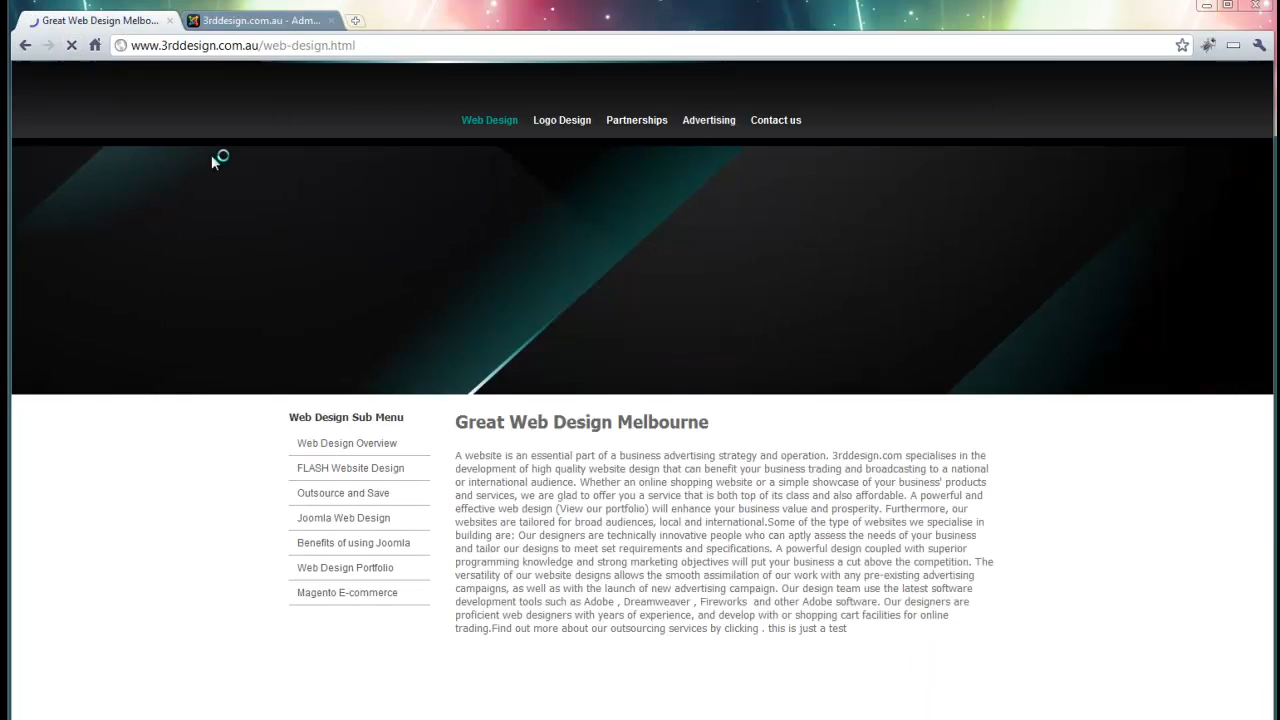 Great Web Design Melbo...
3rddesign.com.au - Adm...
www.3rddesign.com.au/web-design.html
Web Design Logo Design Partnerships Advertising Contact us
Web Design Sub Menu
Web Design Overview
FLASH Website Design
Outsource and Save
Joomla Web Design
Benefits of using Joomla
Web Design Portfolio
Magento E-commerce
Great Web Design Melbourne
A website is an essential part of a business advertising strategy and operation. 3rddesign.com specialises in the
development of high quality website design that can benefit your business trading and broadcasting to a national
or international audience. Whether an online shopping website or a simple showcase of your business' products
and services, we are glad to offer you a service that is both top of its class and also affordable. A powerful and
effective web design (View our portfolio) will enhance your business value and prosperity. Furthermore, our
websites are tailored for broad audiences, local and international.Some of the type of websites we specialise in
building are; Our designers are technically innovative people who can aptly assess the needs of your business
and tailor our designs to meet set requirements and specifications. A powerful design coupled with superior
programming knowledge and strong marketing objectives will put your business a cut above the competition. The
versatility of our website designs allows the smooth assimilation of our work with any pre-existing advertising
campaigns, as well as with the launch of new advertising campaign. Our design team use the latest software
development tools such as Adobe , Dreamweaver , Fireworks and other Adobe software. Our designers are
proficient web designers with years of experience, and develop with or shopping cart facilities for online
trading.Find out more about our outsourcing services by clicking . this is just a test